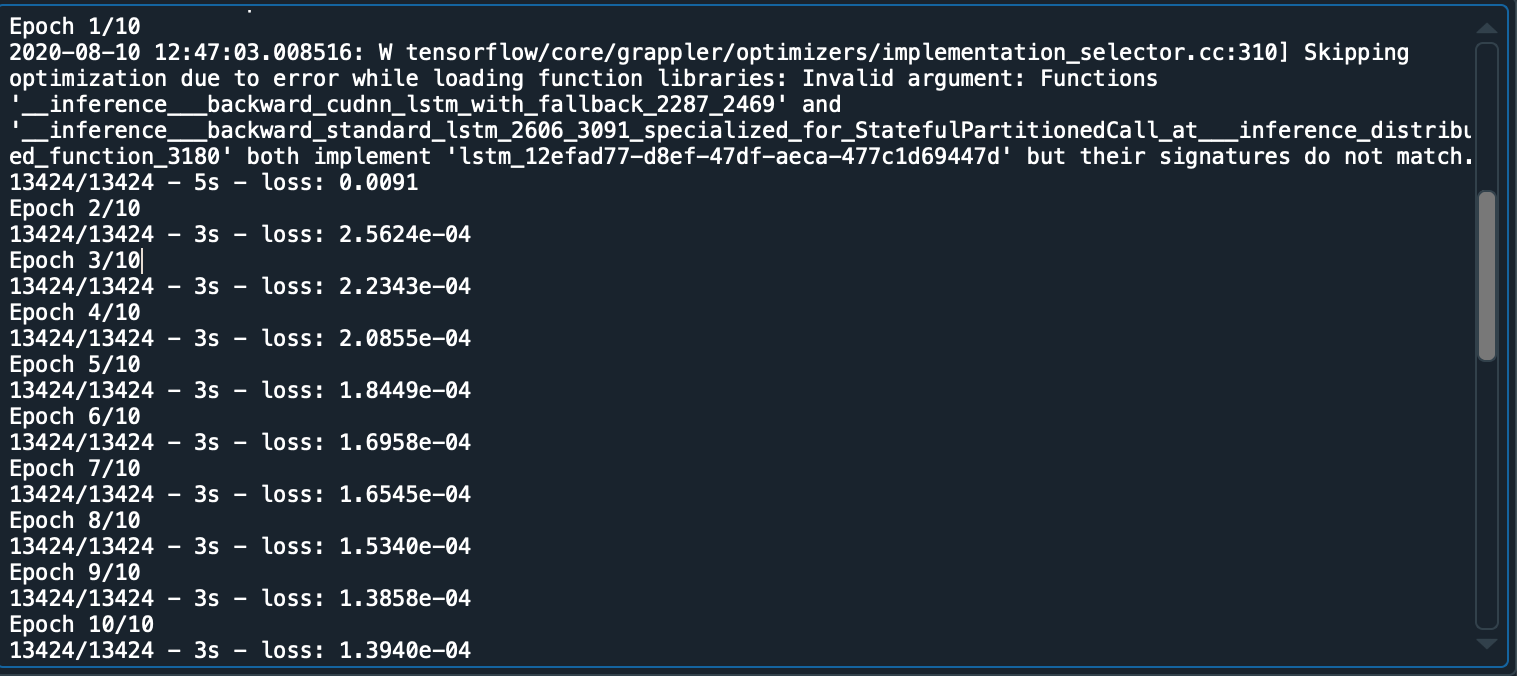 Epoch 1/10
2020-08-10 12:47:03.008516: W tensorflow/core/grappler/optimizers/implementation_selector.cc:310] Skipping
optimization due to error while loading function libraries: Invalid argument: Functions
'__inference___backward_cudnn_lstm_with_fallback_2287_2469' and
'__inference___backward_standard_lstm_2606_3091_specialized_for_StatefulPartitionedCall_at___inference_distribu
ed_function_3180' both implement 'lstm_12efad77-d8ef-47df-aeca-477c1d69447d' but their signatures do not match.
13424/13424 - 5s - loss: 0.0091
Epoch 2/10
13424/13424 - 3s - loss: 2.5624e-04
Epoch 3/10
13424/13424 - 3s - loss: 2.2343e-04
Epoch 4/10
13424/13424 - 3s - loss: 2.0855e-04
Epoch 5/10
13424/13424 - 3s - loss: 1.8449e-04
Epoch 6/10
13424/13424 - 3s - loss: 1.6958e-04
Epoch 7/10
13424/13424 - 3s - loss: 1.6545e-04
Epoch 8/10
13424/13424 - 3s - loss: 1.5340e-04
Epoch 9/10
13424/13424 - 3s - loss: 1.3858e-04
Epoch 10/10
13424/13424 - 3s - loss: 1.3940e-04